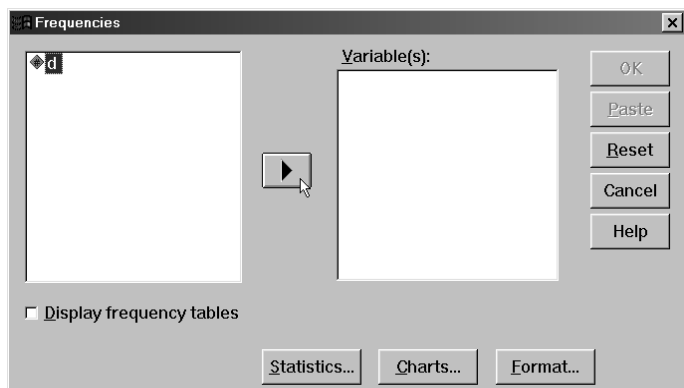 Frequencies
d
Variable(s):
OK
Paste
Reset
Cancel
Help
Display frequency tables
Statistics...
Charts...
Format...